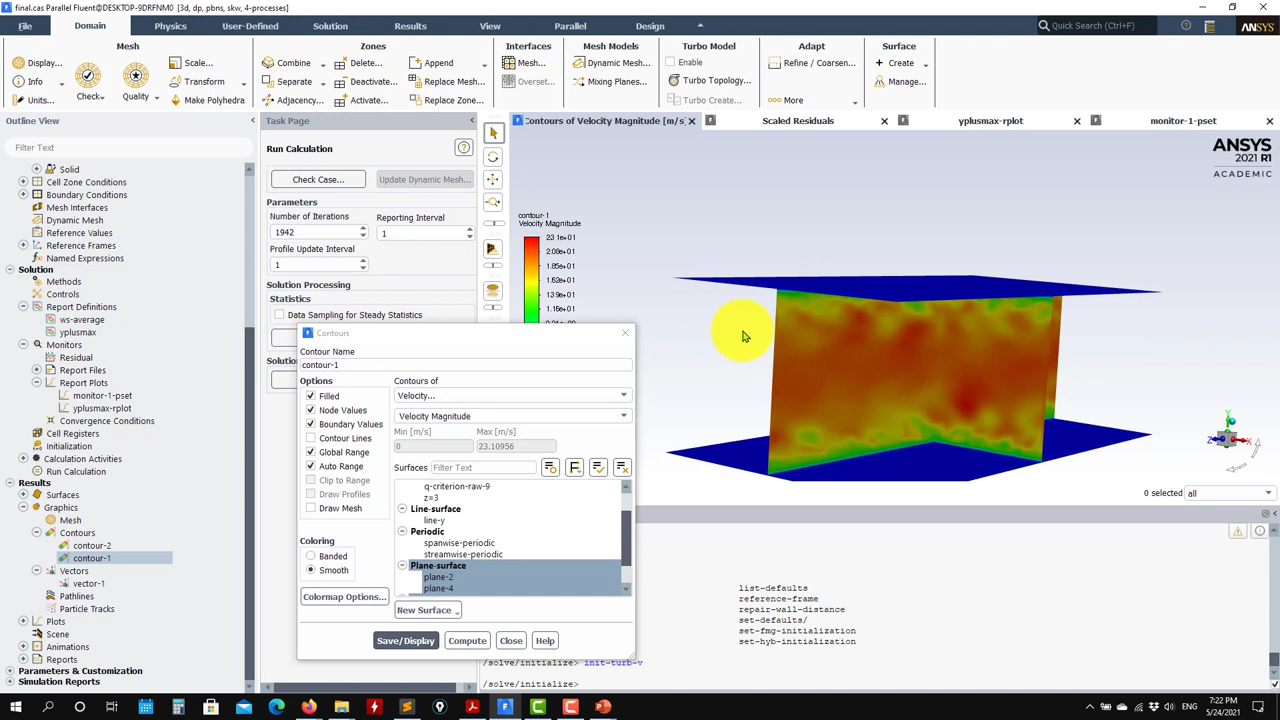 final.cas Parallel Fluent@DESKTOP-9DRFNM0 [3d, dp, pbns, skw, 4-processes]
File Domain Physics User-Defined Solution Results View Parallel Design Quick Search (Ctrl+F) ANSYS
Mesh Zones Interfaces Mesh Models Turbo Model Adapt Surface
Display... Scale... Combine Delete... Append Mesh... Dynamic Mesh... Enable Refine / Coarsen... Create
Info Transform Separate Deactivate... Replace Mesh... Overset... Mixing Planes... Turbo Topology... Manage...
Units... Check Quality Make Polyhedra Adjacency... Activate... Replace Zone... Turbo Create... More
Outline View
Task Page
Contours of Velocity Magnitude [m/s]
Scaled Residuals
yplusmax-rplot
monitor-1-pset
Filter Text
Solid
Cell Zone Conditions
Boundary Conditions
Mesh Interfaces
Dynamic Mesh
Reference Values
Reference Frames
Named Expressions
Solution
Methods
Controls
Report Definitions
ws-average
yplusmax
Monitors
Residual
Report Files
Report Plots
monitor-1-pset
yplusmax-rplot
Convergence Conditions
Cell Registers
Initialization
Calculation Activities
Run Calculation
Results
Surfaces
Graphics
Mesh
Contours
contour-2
contour-1
Vectors
vector-1
Pathlines
Particle Tracks
Plots
Scene
Animations
Reports
Parameters & Customization
Simulation Reports
Run Calculation
Check Case... Update Dynamic Mesh...
Parameters
Number of Iterations Reporting Interval
1942 1
Profile Update Interval
1
Solution Processing
Statistics
Data Sampling for Steady Statistics
Contours
Contour Name
contour-1
Options
Filled
Node Values
Boundary Values
Contour Lines
Global Range
Auto Range
Clip to Range
Draw Profiles
Draw Mesh
Coloring
Banded
Smooth
Colormap Options...
Contours of
Velocity...
Velocity Magnitude
Min [m/s] Max [m/s]
0 23.10956
Surfaces Filter Text
q-criterion-raw-9
z=3
Line-surface
line-y
Periodic
spanwise-periodic
streamwise-periodic
Plane-surface
plane-2
plane-4
New Surface
Save/Display Compute Close Help
contour-1
Velocity Magnitude
23.1e+01
2.08e+01
1.85e+01
13.9e+01
1.16e+01
ANSYS
2021 R1
ACADEMIC
Y
Z
X
0 selected all
list-defaults
reference-frame
repair-wall-distance
set-defaults/
set-fmg-initialization
set-hyb-initialization
/solve/initialize> init-turb-v
/solve/initialize>
ENG
7:22 PM
5/24/2021